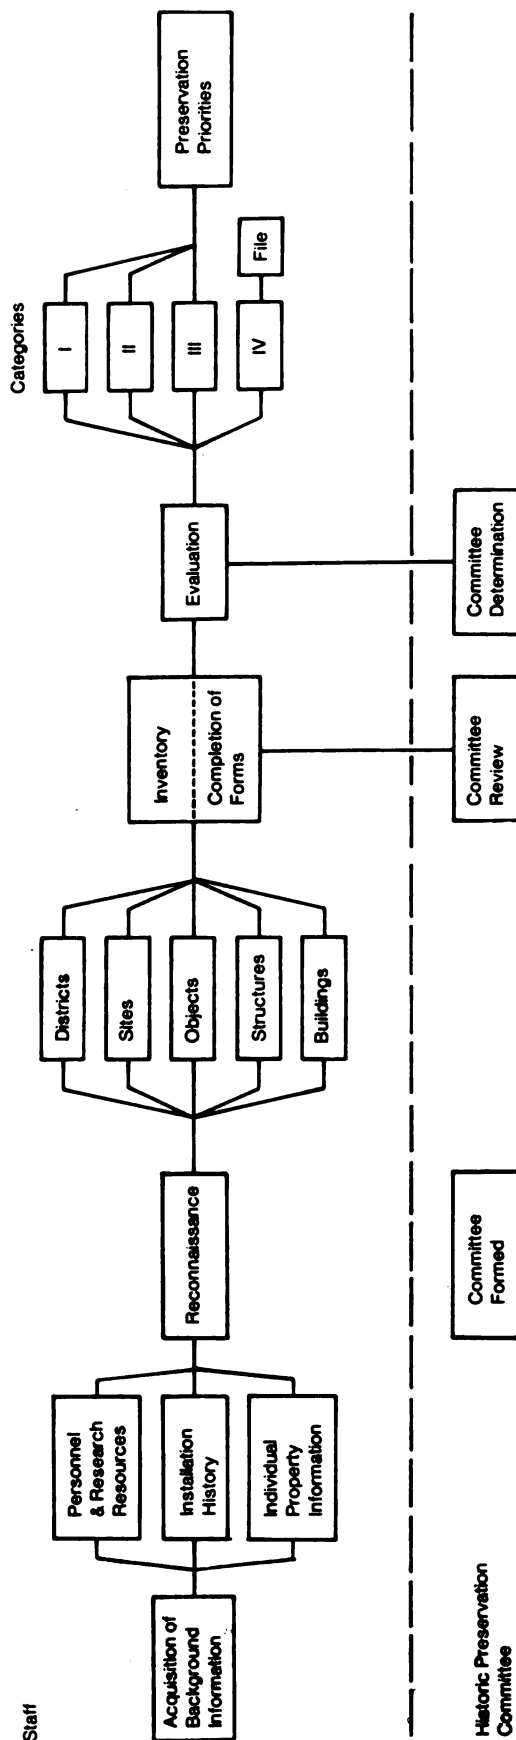 Staff
Acquisition of
Background
Information
Personnel
& Research
Resources
Installation
History
Individual
Property
Information
Reconnaissance
Districts
Sites
Objects
Structures
Buildings
Inventory
Completion of
Forms
Evaluation
Categories
I
II
III
IV
File
Preservation
Priorities
Historic Preservation
Committee
Committee
Formed
Committee
Review
Committee
Determination